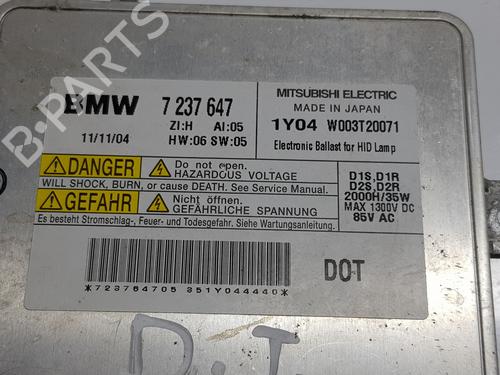 B-PARTS
BMW 7 237 647
ZI:H AI:05
11/11/04 HW:06 SW:05
MITSUBISHI ELECTRIC
MADE IN JAPAN
1Y04 W003T20071
Electronic Ballast for HID Lamp
DANGER Do not open.
HAZARDOUS VOLTAGE
WILL SHOCK, BURN, or cause DEATH. See Service Manual.
GEFAHR Nicht öffnen.
GEFÄHRLICHE SPANNUNG
Es besteht Stromschlag-, Feuer- und Todesgefahr. Siehe Wartungsanleitung.
D1S, D1R
D2S, D2R
2000H/35W
MAX 1300V DC
85V AC
*723764705 351Y044440*
DOT
D.I